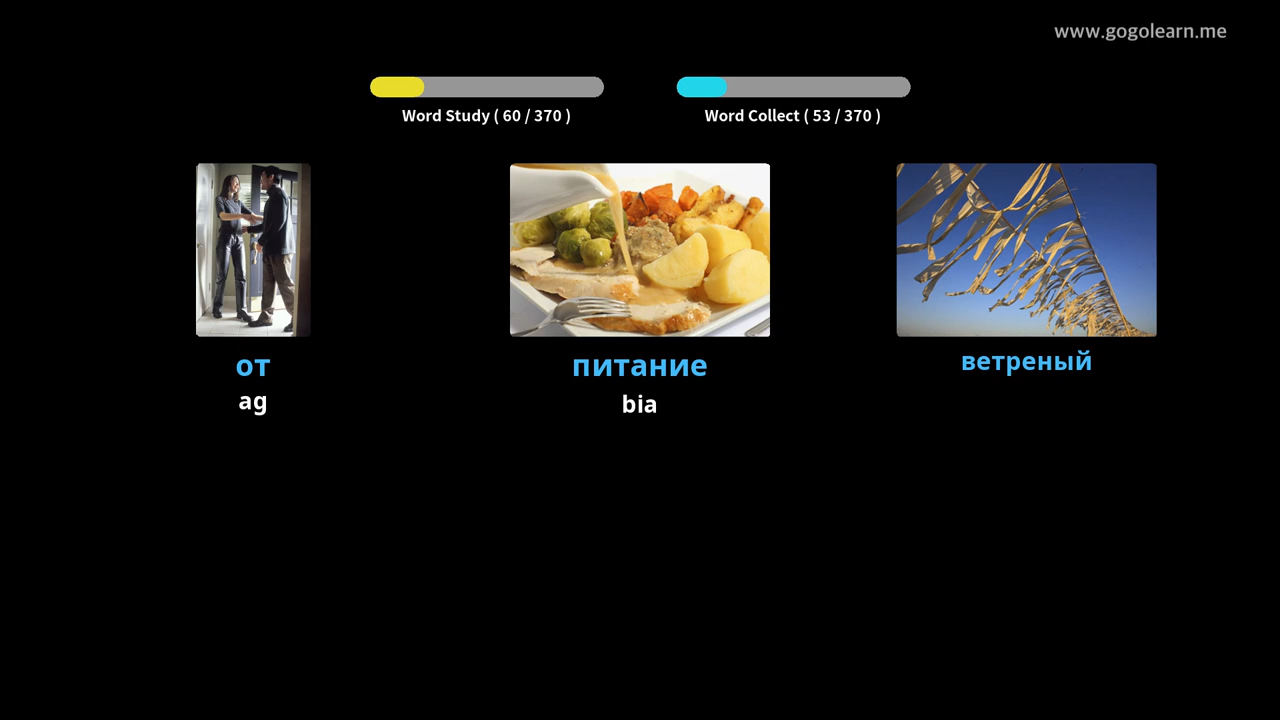 www.gogolearn.me
Word Study ( 60 / 370 )
Word Collect ( 53 / 370 )
от
ag
питание
bia
ветреный